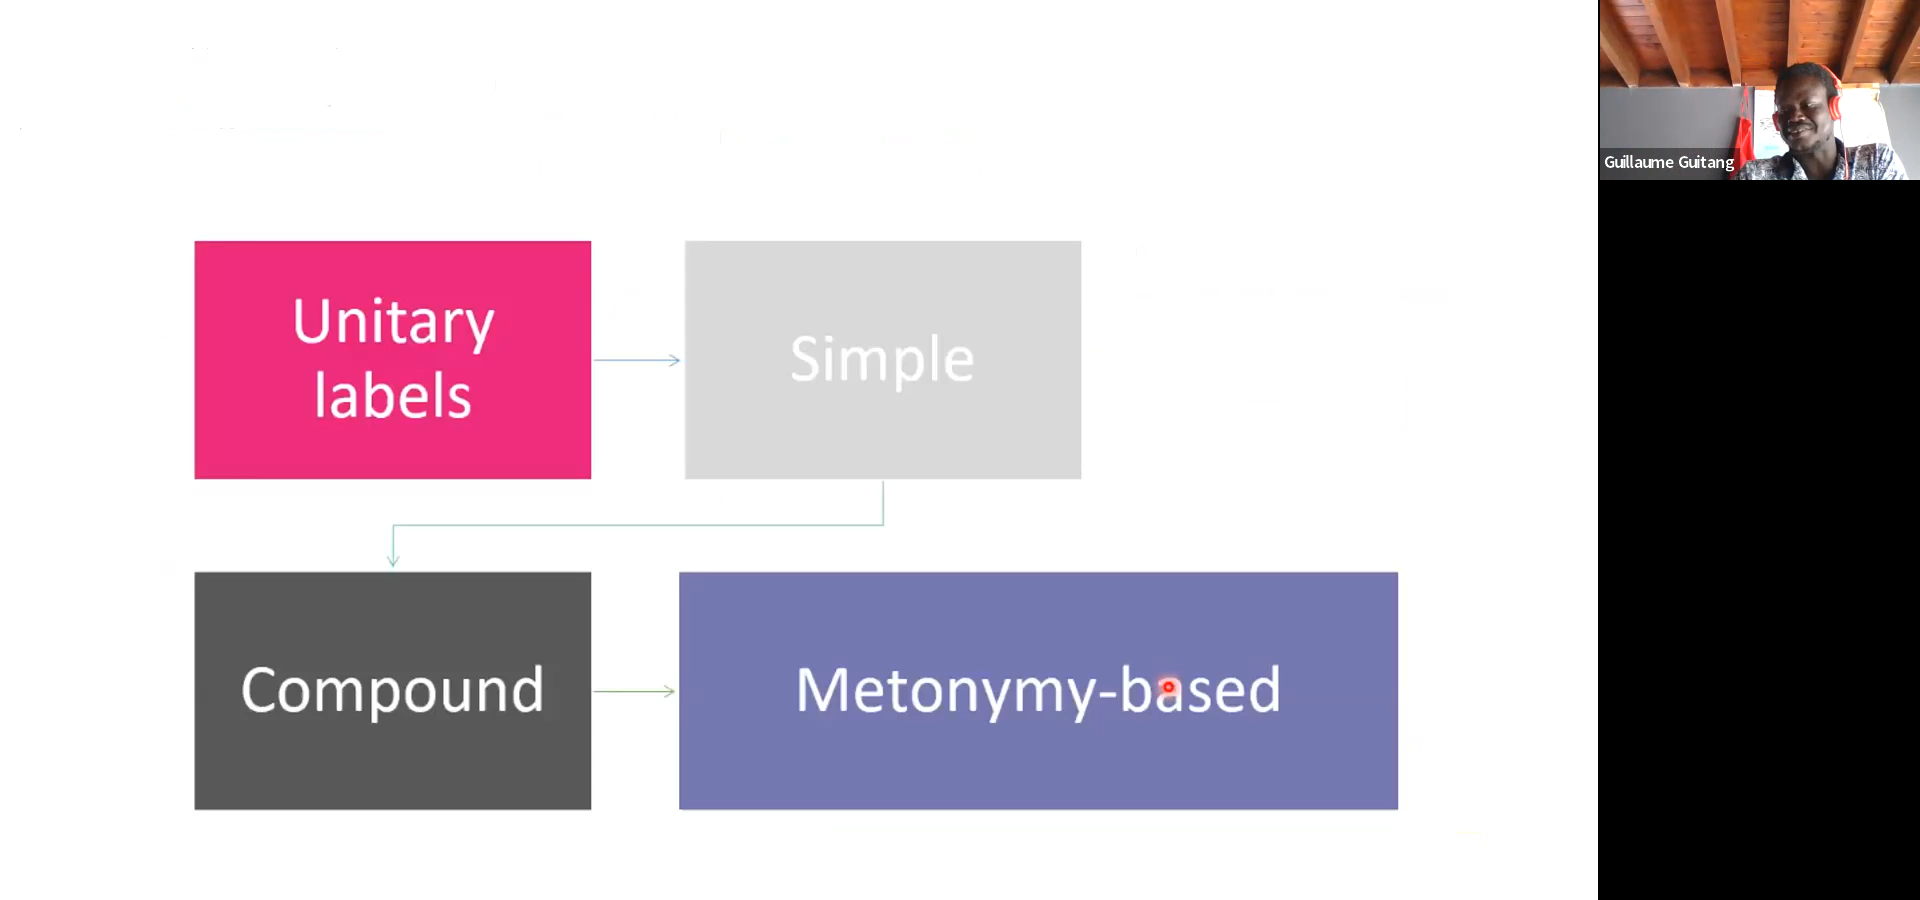 Unitary
labels
Simple
Compound
Metonymy-based
Guillaume Guitang